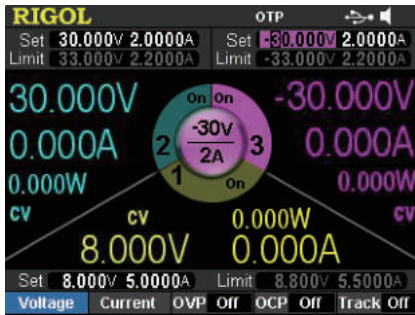 RIGOL OTP
Set 30.000V 2.0000A Set -30.000V 2.0000A
Limit 33.000V 2.2000A Limit -33.000V 2.2000A
30.000V On On -30.00V
0.000A 2 -30V 2A 3 0.000A
0.000W 1 On 0.000W 0.000W
CV CV CV
8.000V 0.000A
Set 8.000V 5.0000A Limit 8.800V 5.5000A
Voltage Current OVP Off OCP Off Track Off